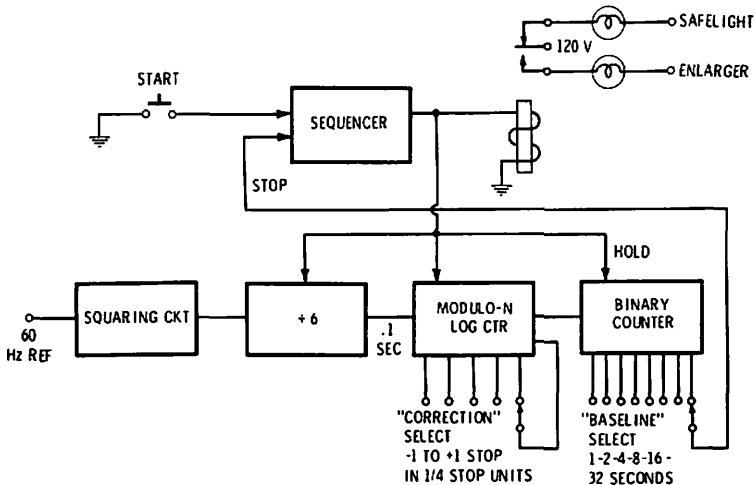 SAFELIGHT
120 V
ENLARGER
START
SEQUENCER
STOP
HOLD
SQUARING CKT
÷ 6
MODULO-N
LOG CTR
BINARY
COUNTER
60
Hz REF
.1
SEC
"CORRECTION"
SELECT
-1 TO +1 STOP
IN 1/4 STOP UNITS
"BASELINE"
SELECT
1-2-4-8-16-
32 SECONDS